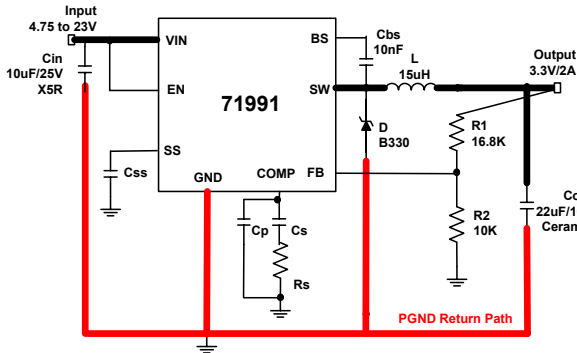 Input
4.75 to 23V
Cin
10uF/25V
X5R
VIN
EN
SS
GND
COMP
71991
BS
SW
FB
Cbs
10nF
L
15uH
Output
3.3V/2A
D
B330
R1
16.8K
R2
10K
22uF/1
Css
Cp
Cs
Rs
PGND Return Path